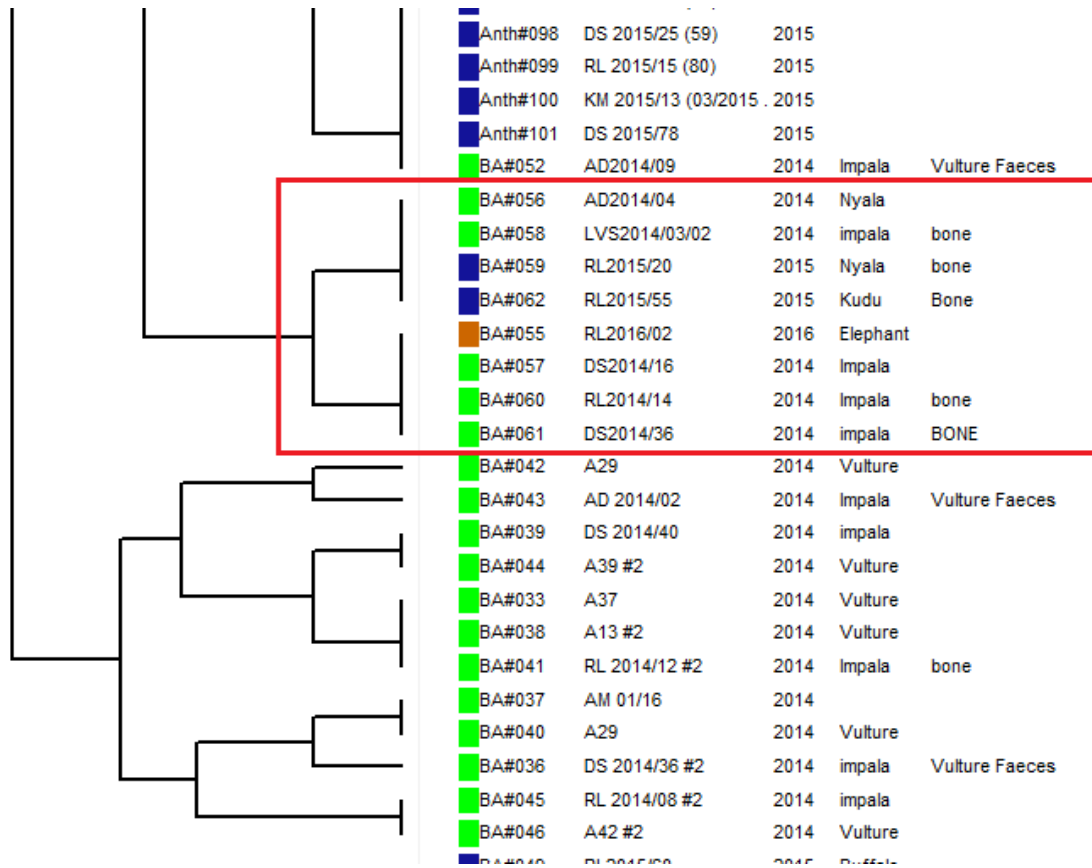 Anth#098 DS 2015/25 (59) 2015
Anth#099 RL 2015/15 (80) 2015
Anth#100 KM 2015/13 (03/2015 . 2015
Anth#101 DS 2015/78 2015
BA#052 AD2014/09 2014 Impala Vulture Faeces
BA#056 AD2014/04 2014 Nyala
BA#058 LVS2014/03/02 2014 impala bone
BA#059 RL2015/20 2015 Nyala bone
BA#062 RL2015/55 2015 Kudu Bone
BA#055 RL2016/02 2016 Elephant
BA#057 DS2014/16 2014 Impala
BA#060 RL2014/14 2014 Impala bone
BA#061 DS2014/36 2014 impala BONE
BA#042 A29 2014 Vulture
BA#043 AD 2014/02 2014 Impala Vulture Faeces
BA#039 DS 2014/40 2014 impala
BA#044 A39 #2 2014 Vulture
BA#033 A37 2014 Vulture
BA#038 A13 #2 2014 Vulture
BA#041 RL 2014/12 #2 2014 Impala bone
BA#037 AM 01/16 2014
BA#040 A29 2014 Vulture
BA#036 DS 2014/36 #2 2014 impala Vulture Faeces
BA#045 RL 2014/08 #2 2014 impala
BA#046 A42 #2 2014 Vulture